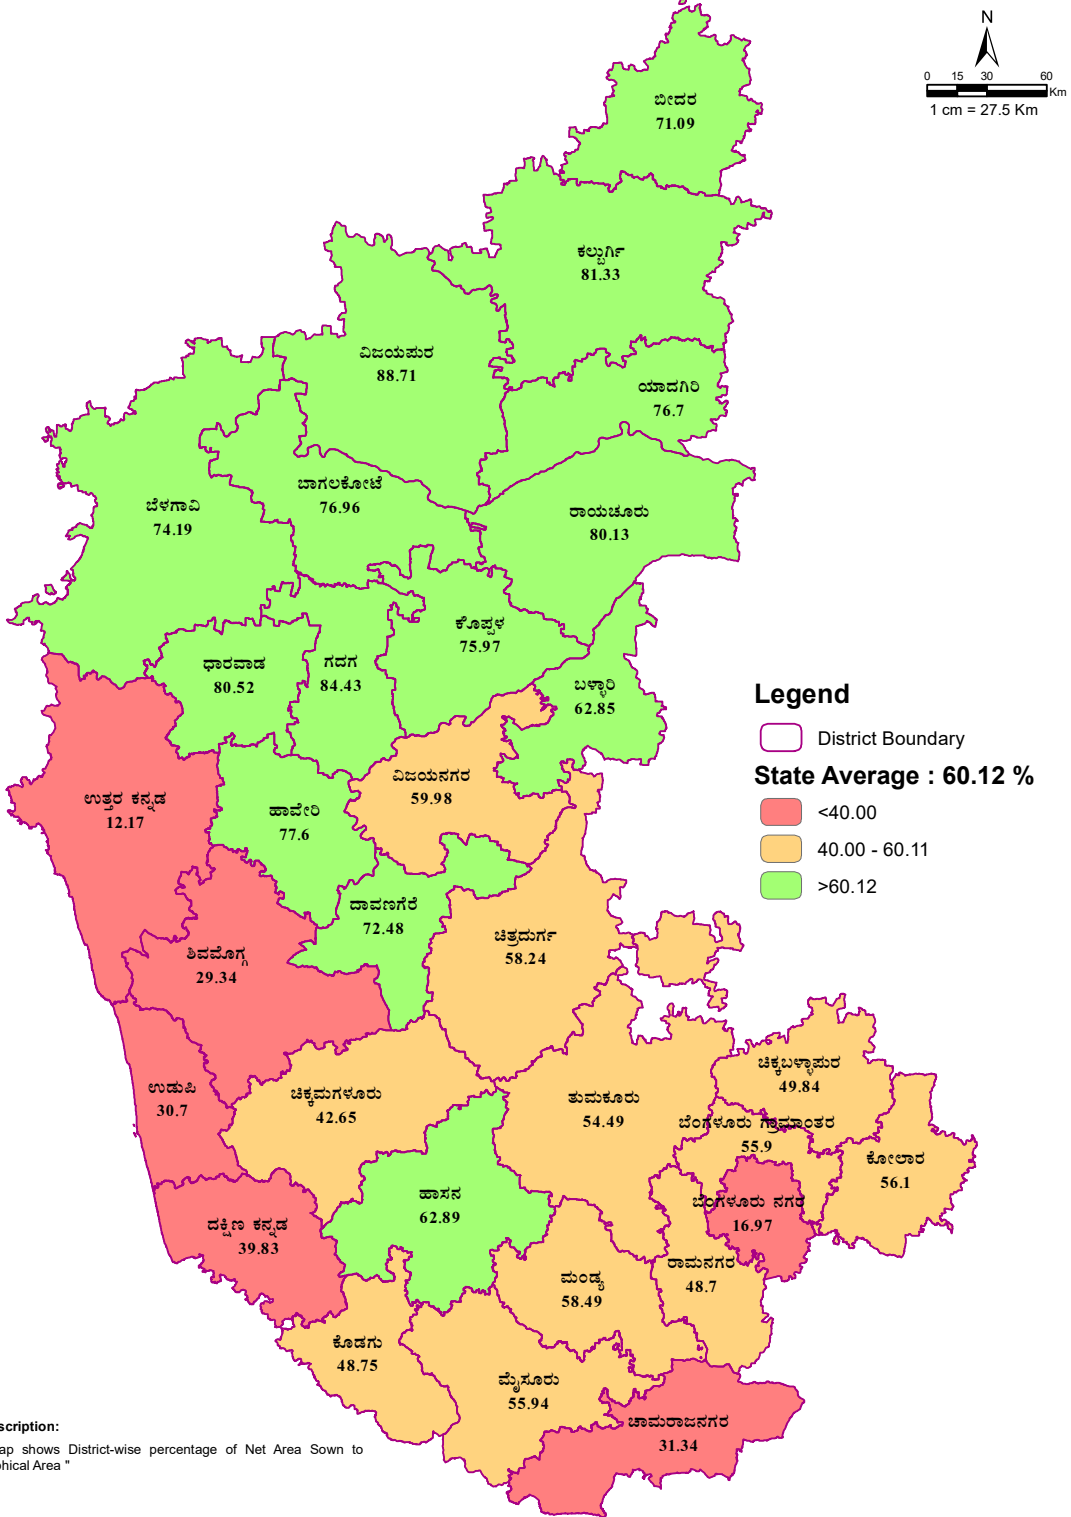 N
0 15 30 60
Km
1 cm = 27.5 Km
ಬೀದರ
71.09
ಕಲ್ಬುರ್ಗಿ
81.33
ವಿಜಯಪುರ
88.71
ಯಾದಗಿರಿ
76.7
ಬಾಗಲಕೋಟೆ
76.96
ಬೆಳಗಾವಿ
74.19
ರಾಯಚೂರು
80.13
ಕೊಪ್ಪಳ
75.97
ಧಾರವಾಡ
80.52
ಗದಗ
84.43
ಬಳ್ಳಾರಿ
62.85
Legend
District Boundary
State Average : 60.12 %
<40.00
40.00 - 60.11
>60.12
ವಿಜಯನಗರ
59.98
ಉತ್ತರ ಕನ್ನಡ
12.17
ಹಾವೇರಿ
77.6
ದಾವಣಗೆರೆ
72.48
ಚಿತ್ರದುರ್ಗ
58.24
ಶಿವಮೊಗ್ಗ
29.34
ಚಿಕ್ಕಬಳ್ಳಾಪುರ
49.84
ಉಡುಪಿ
30.7
ಚಿಕ್ಕಮಗಳೂರು
42.65
ತುಮಕೂರು
54.49
ಬೆಂಗಳೂರು ಗ್ರಾಮಾಂತರ
55.9
ಕೋಲಾರ
56.1
ಹಾಸನ
62.89
ಬೆಂಗಳೂರು ನಗರ
16.97
ದಕ್ಷಿಣ ಕನ್ನಡ
39.83
ರಾಮನಗರ
48.7
ಮಂಡ್ಯ
58.49
ಕೊಡಗು
48.75
ಮೈಸೂರು
55.94
ಚಾಮರಾಜನಗರ
31.34
scription:
ap shows District-wise percentage of Net Area Sown to
phical Area "